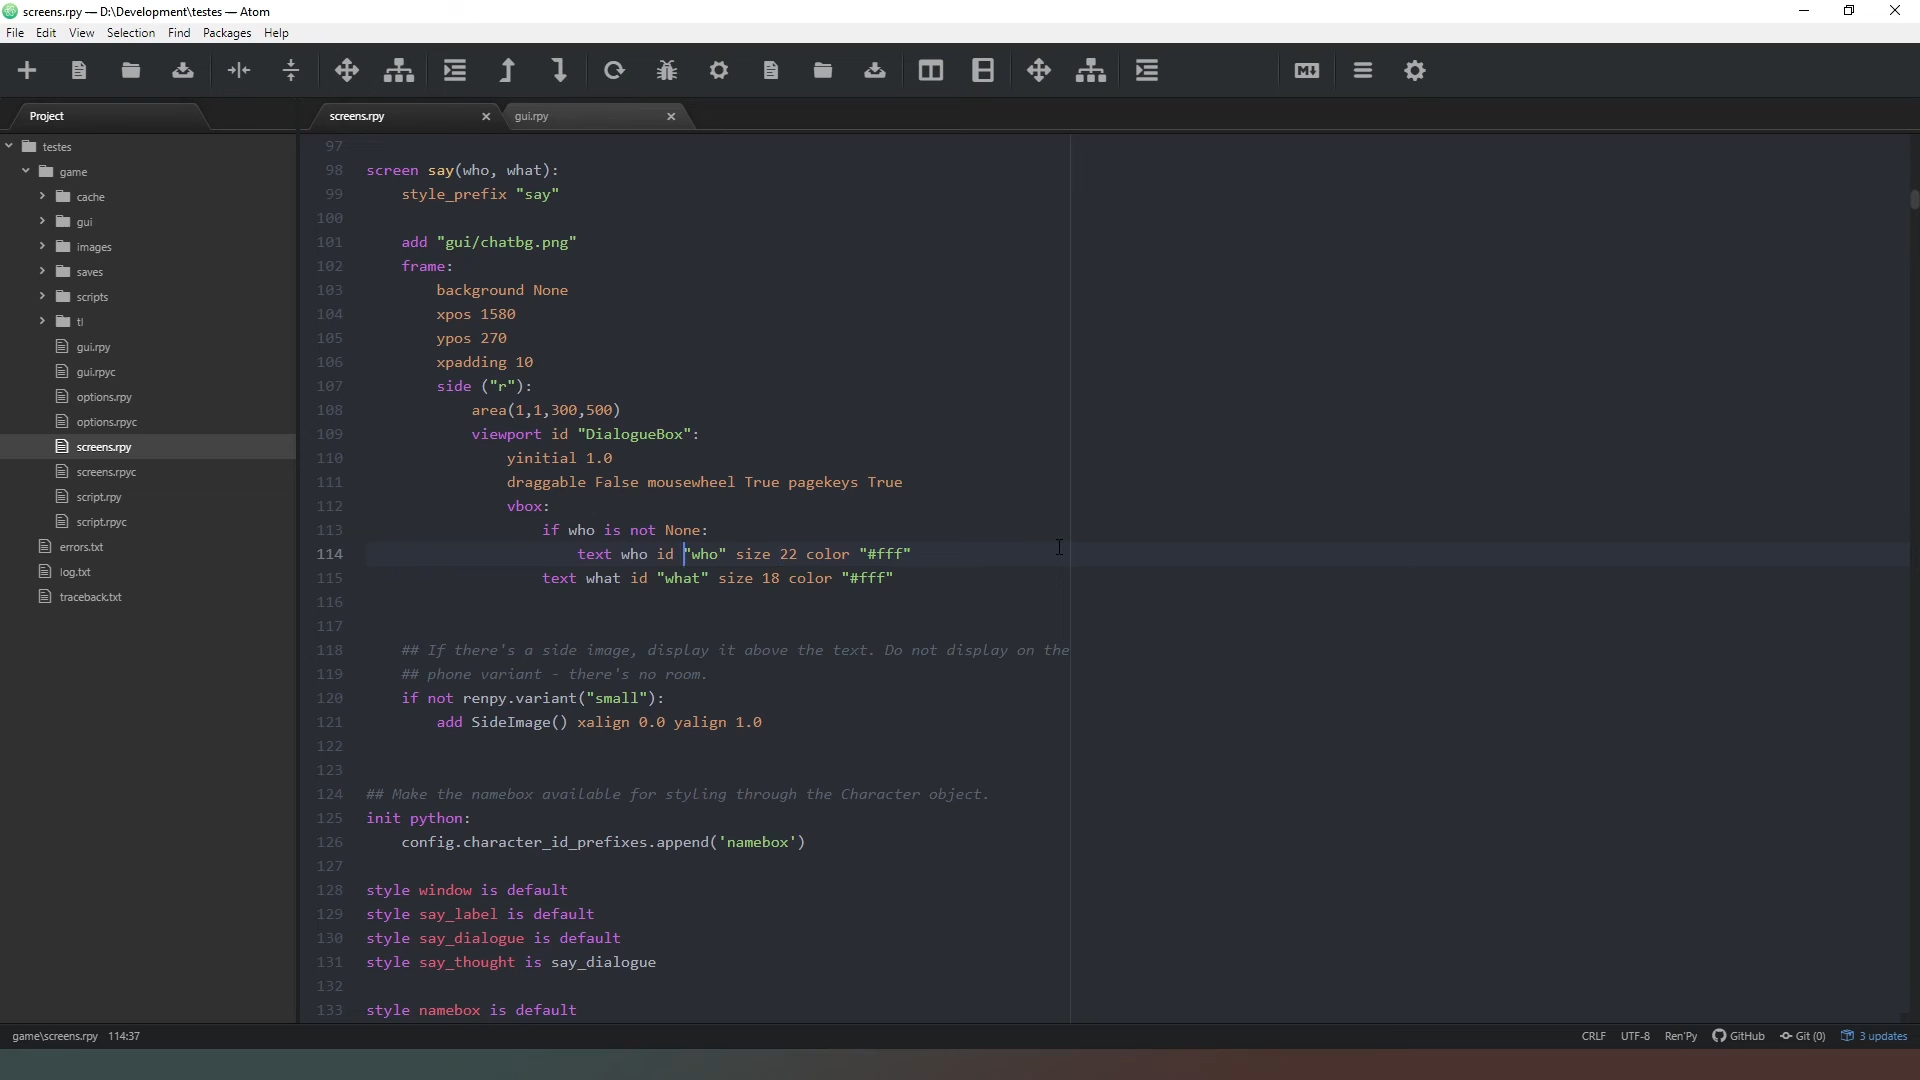 screens.rpy — D:\Development\testes — Atom
File Edit View Selection Find Packages Help
Project
screens.rpy
gui.rpy
testes
game
cache
gui
images
saves
scripts
tl
gui.rpy
gui.rpyc
options.rpy
options.rpyc
screens.rpy
screens.rpyc
script.rpy
script.rpyc
errors.txt
log.txt
traceback.txt
97
98 screen say(who, what):
99 style_prefix "say"
100
101 add "gui/chatbg.png"
102 frame:
103 background None
104 xpos 1580
105 ypos 270
106 xpadding 10
107 side ("r"):
108 area(1,1,300,500)
109 viewport id "DialogueBox":
110 yinitial 1.0
111 draggable False mousewheel True pagekeys True
112 vbox:
113 if who is not None:
114 text who id "who" size 22 color "#fff"
115 text what id "what" size 18 color "#fff"
116
117
118 ## If there's a side image, display it above the text. Do not display on the
119 ## phone variant - there's no room.
120 if not renpy.variant("small"):
121 add SideImage() xalign 0.0 yalign 1.0
122
123
124 ## Make the namebox available for styling through the Character object.
125 init python:
126 config.character_id_prefixes.append('namebox')
127
128 style window is default
129 style say_label is default
130 style say_dialogue is default
131 style say_thought is say_dialogue
132
133 style namebox is default
game\screens.rpy 114:37
CRLF UTF-8 Ren'Py GitHub Git (0) 3 updates